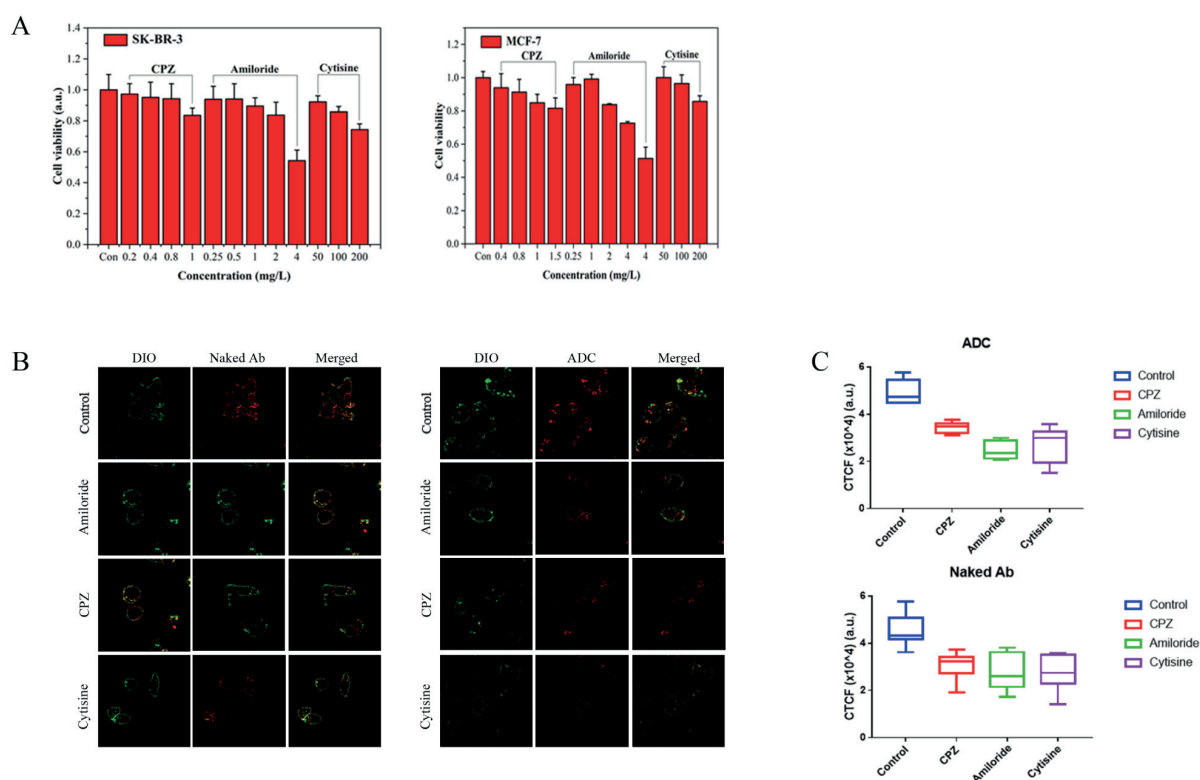 A
SK-BR-3
CPZ
Amiloride
Cytisine
Cell viability (a.u.)
1.4
1.2
1.0
0.8
0.6
0.4
0.2
0.0
Con 0.2 0.4 0.8 1 0.25 0.5 1 2 4 50 100 200
Concentration (mg/L)
MCF-7
CPZ
Amiloride
Cytisine
Cell viability
1.2
1.0
0.8
0.6
0.4
0.2
0.0
Con 0.4 0.8 1 1.5 0.25 1 2 4 4 50 100 200
Concentration (mg/L)
B
DIO Naked Ab Merged
DIO ADC Merged
Control
Amiloride
CPZ
Cytisine
Control
Amiloride
CPZ
Cytisine
C
ADC
CTCF (x10^4) (a.u.)
6
4
2
0
Control
CPZ
Amiloride
Cytisine
Control
CPZ
Amiloride
Cytisine
Naked Ab
CTCF (x10^4) (a.u.)
6
4
2
0
Control
CPZ
Amiloride
Cytisine
Control
CPZ
Amiloride
Cytisine